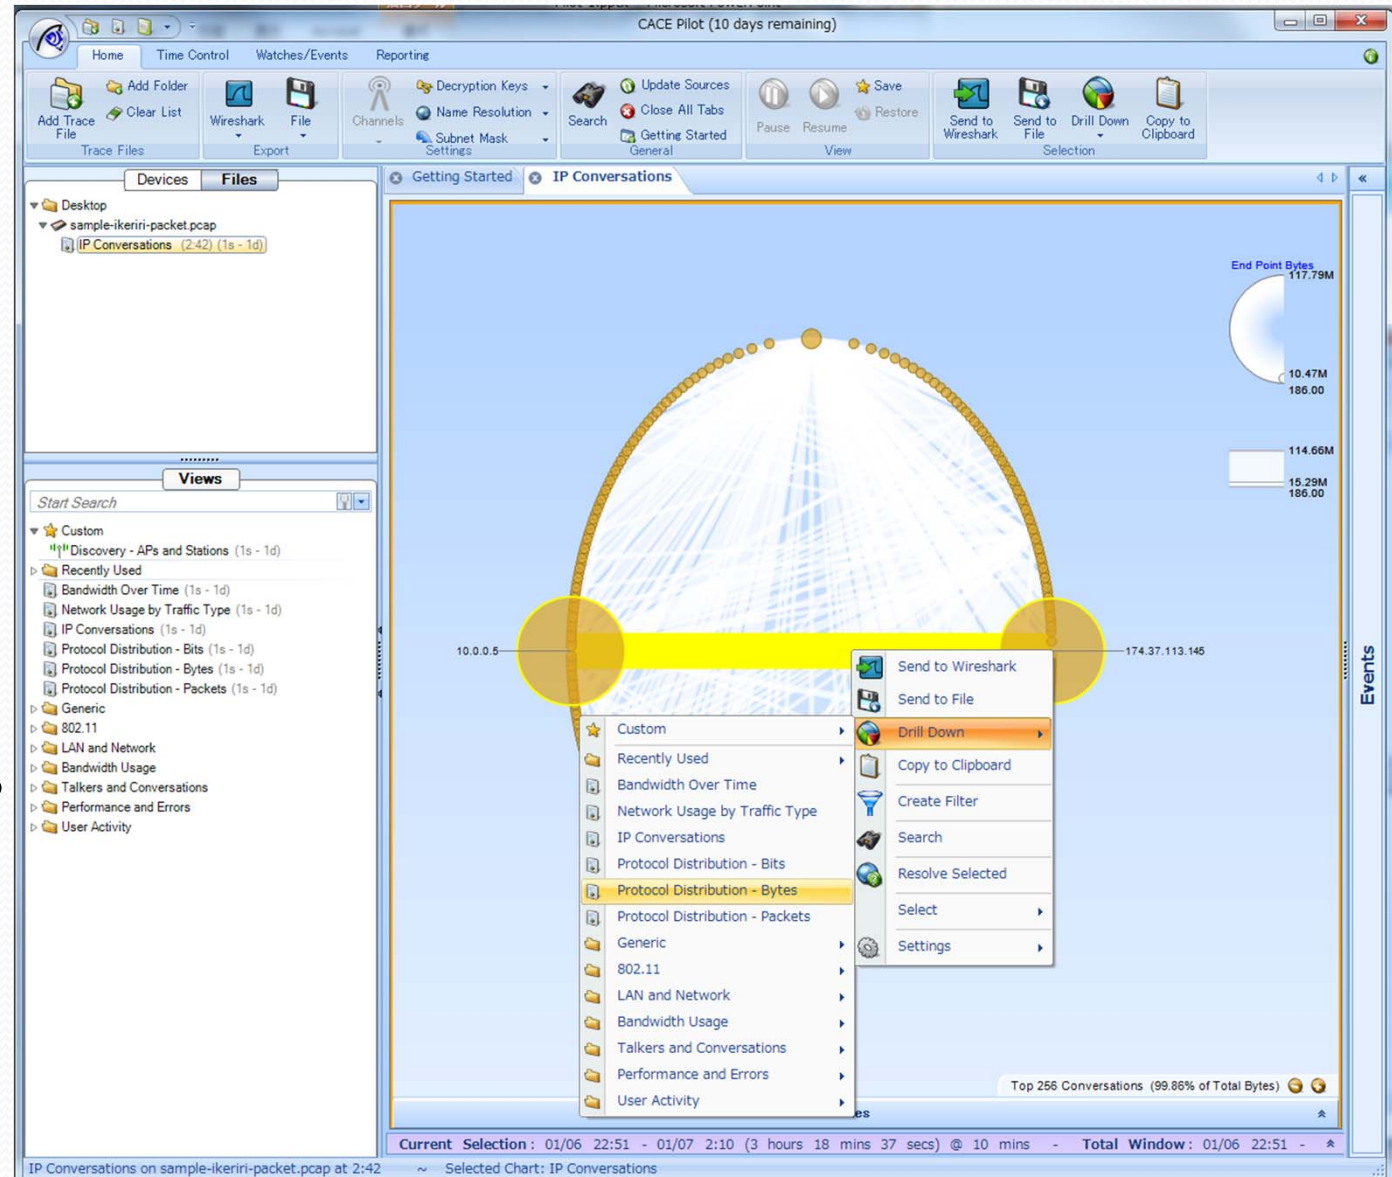 CACE Pilot (10 days remaining)
Home Time Control Watches/Events Reporting
Add Trace File
Add Folder
Clear List
Trace Files
Wireshark
File
Export
Channels
Decryption Keys
Name Resolution
Subnet Mask
Settings
Search
Update Sources
Close All Tabs
Getting Started
General
Pause
Resume
Save
Restore
View
Send to Wireshark
Send to File
Drill Down
Copy to Clipboard
Selection
Devices Files
Desktop
sample-ikeriri-packet.pcap
IP Conversations (2:42) (1s - 1d)
Views
Start Search
Custom
Discovery - APs and Stations (1s - 1d)
Recently Used
Bandwidth Over Time (1s - 1d)
Network Usage by Traffic Type (1s - 1d)
IP Conversations (1s - 1d)
Protocol Distribution - Bits (1s - 1d)
Protocol Distribution - Bytes (1s - 1d)
Protocol Distribution - Packets (1s - 1d)
Generic
802.11
LAN and Network
Bandwidth Usage
Talkers and Conversations
Performance and Errors
User Activity
Getting Started IP Conversations
End Point Bytes
117.79M
10.47M
186.00
114.66M
15.29M
186.00
10.0.0.5
174.37.113.145
Send to Wireshark
Send to File
Drill Down
Copy to Clipboard
Create Filter
Search
Resolve Selected
Select
Settings
Custom
Recently Used
Bandwidth Over Time
Network Usage by Traffic Type
IP Conversations
Protocol Distribution - Bits
Protocol Distribution - Bytes
Protocol Distribution - Packets
Generic
802.11
LAN and Network
Bandwidth Usage
Talkers and Conversations
Performance and Errors
User Activity
Top 256 Conversations (99.86% of Total Bytes)
es
Current Selection: 01/06 22:51 - 01/07 2:10 (3 hours 18 mins 37 secs) @ 10 mins - Total Window: 01/06 22:51 -
IP Conversations on sample-ikeriri-packet.pcap at 2:42 ~ Selected Chart: IP Conversations
Events